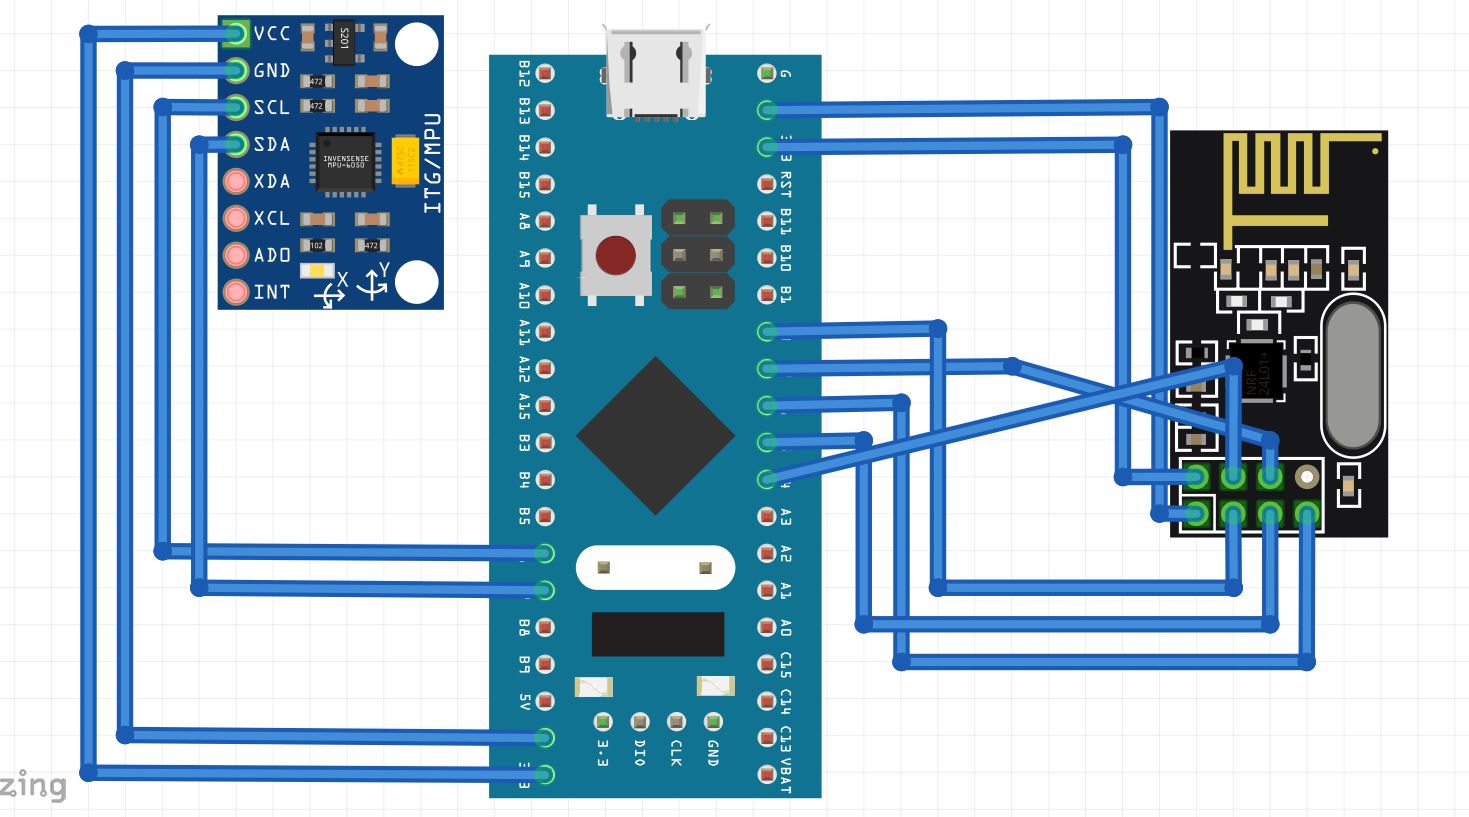 VCC
GND
SCL
SDA
XDA
XCL
ADO
INT
S201
472
472
INVENSENSE
MPU-6050
A475C
102
472
X
Y
ITG/MPU
B12
B13
B14
B15
A8
A9
A10
A11
A12
A15
B3
B4
B5
B8
B9
5V
G
RST
B11
B10
B1
A3
A2
A1
A0
C15
C14
C13
VBAT
3.3
DIO
CLK
GND
NRF
24L01+
zing